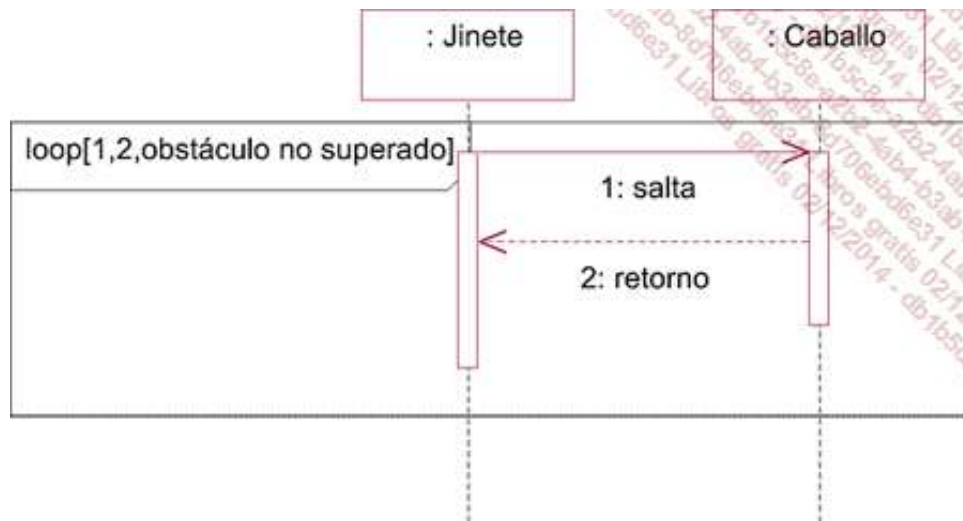 : Jinete
: Caballo
loop[1,2,obstáculo no superado]
1: salta
2: retorno